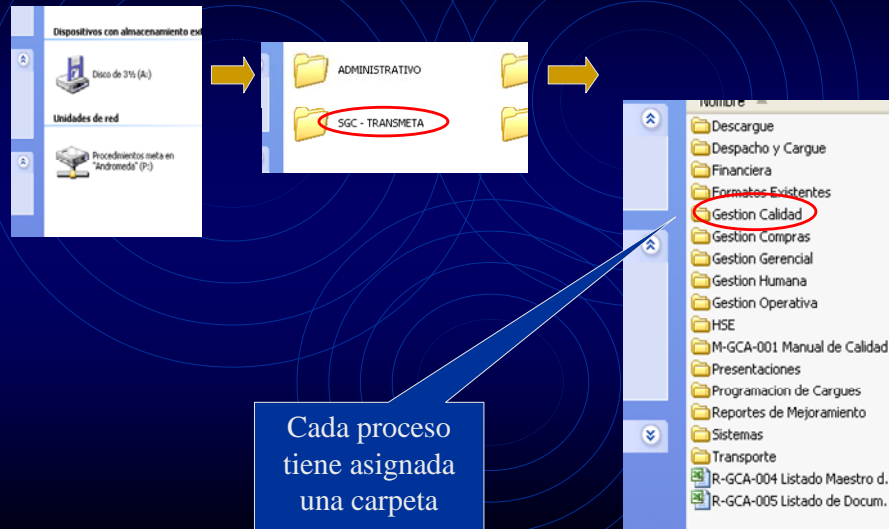 Dispositivos con almacenamiento ext
Disco de 3½ (A:)
Unidades de red
Procedimientos meta en
"Andromeda" (P:)
ADMINISTRATIVO
SGC - TRANSMETA
Nombre
Descargue
Despacho y Cargue
Financiera
Formatos Existentes
Gestion Calidad
Gestion Compras
Gestion Gerencial
Gestion Humana
Gestion Operativa
HSE
M-GCA-001 Manual de Calidad
Presentaciones
Programacion de Cargues
Reportes de Mejoramiento
Sistemas
Transporte
R-GCA-004 Listado Maestro d.
R-GCA-005 Listado de Docum.
Cada proceso
tiene asignada
una carpeta